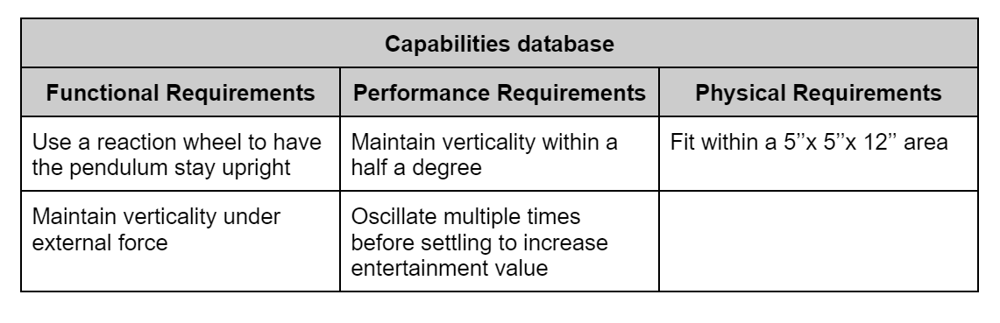 Capabilities database
Functional Requirements
Performance Requirements
Physical Requirements
Use a reaction wheel to have
the pendulum stay upright
Maintain verticality within a
half a degree
Fit within a 5’’x 5’’x 12’’ area
Maintain verticality under
external force
Oscillate multiple times
before settling to increase
entertainment value